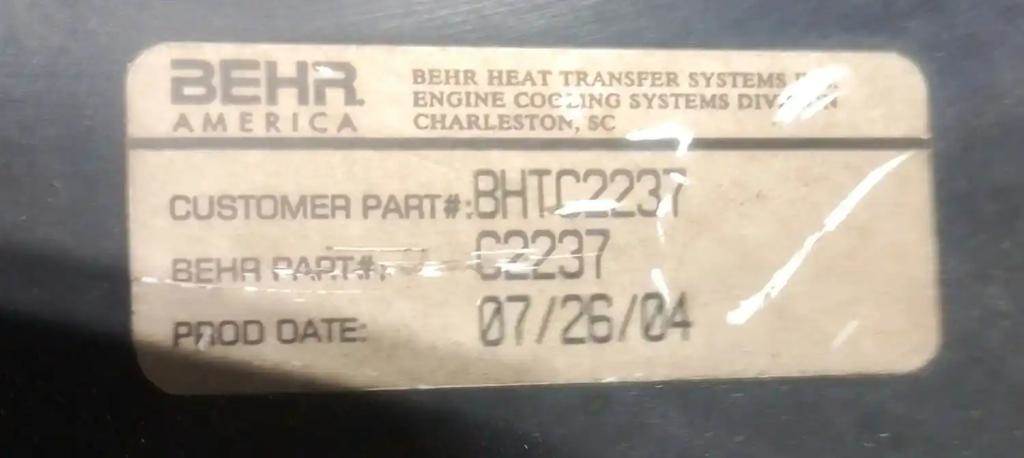 BEHR
AMERICA
BEHR HEAT TRANSFER SYSTEMS
ENGINE COOLING SYSTEMS DIVISION
CHARLESTON, SC
CUSTOMER PART#: BHTC2237
BEHR PART#: C2237
PROD DATE: 07/26/04